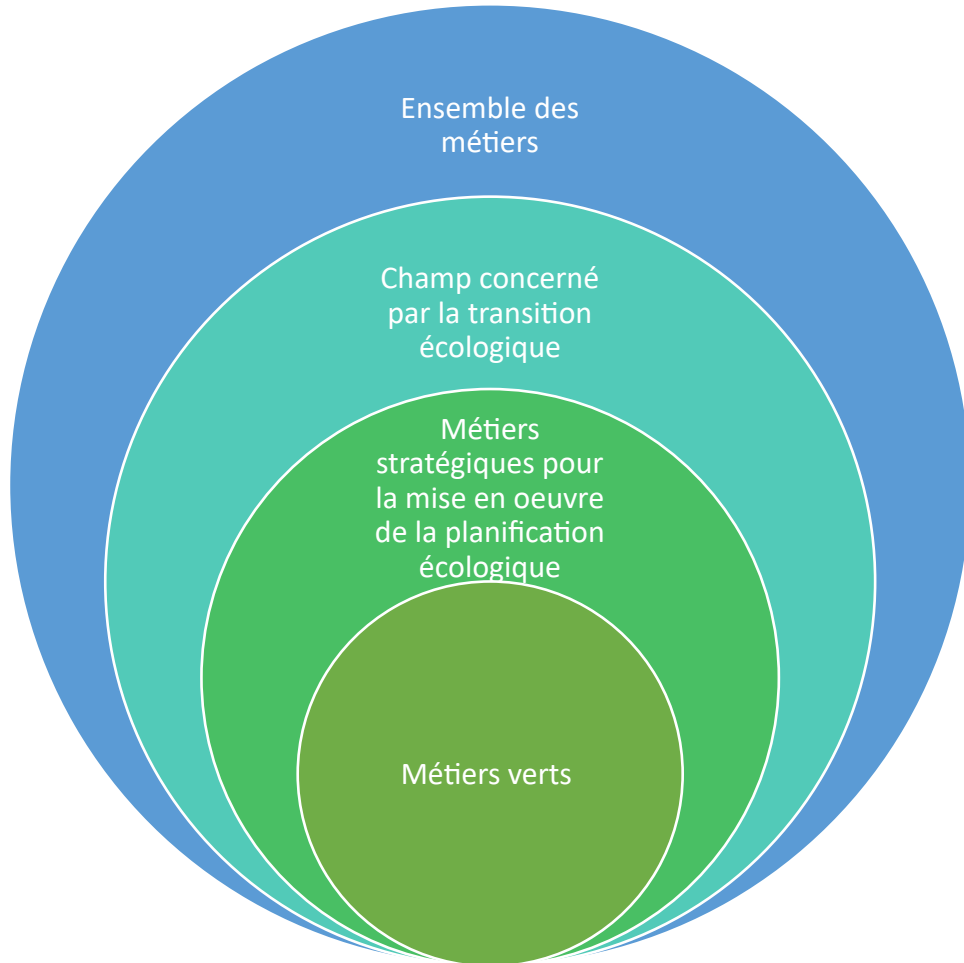 Ensemble des
métiers
Champ concerné
par la transition
écologique
Métiers
stratégiques pour
la mise en oeuvre
de la planification
écologique
Métiers verts